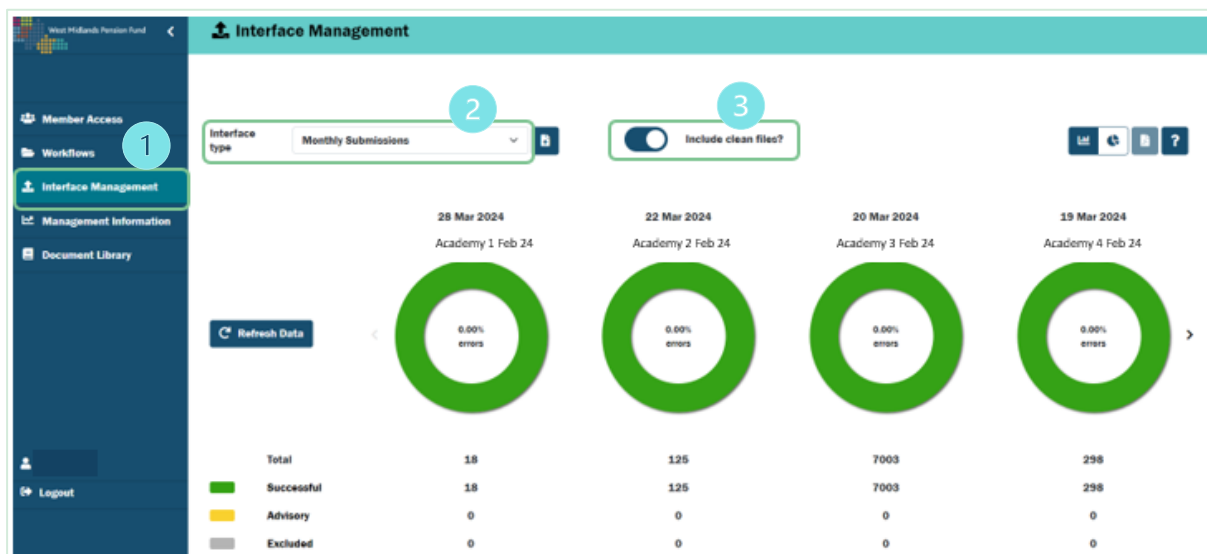 West Midlands Pension Fund
Interface Management
Member Access
Workflows
Interface Management
Management Information
Document Library
Logout
1
2
3
Interface type
Monthly Submissions
Include clean files?
?
28 Mar 2024
22 Mar 2024
20 Mar 2024
19 Mar 2024
Academy 1 Feb 24
Academy 2 Feb 24
Academy 3 Feb 24
Academy 4 Feb 24
Refresh Data
0.00% errors
0.00% errors
0.00% errors
0.00% errors
Total 18 125 7003 298
Successful 18 125 7003 298
Advisory 0 0 0 0
Excluded 0 0 0 0